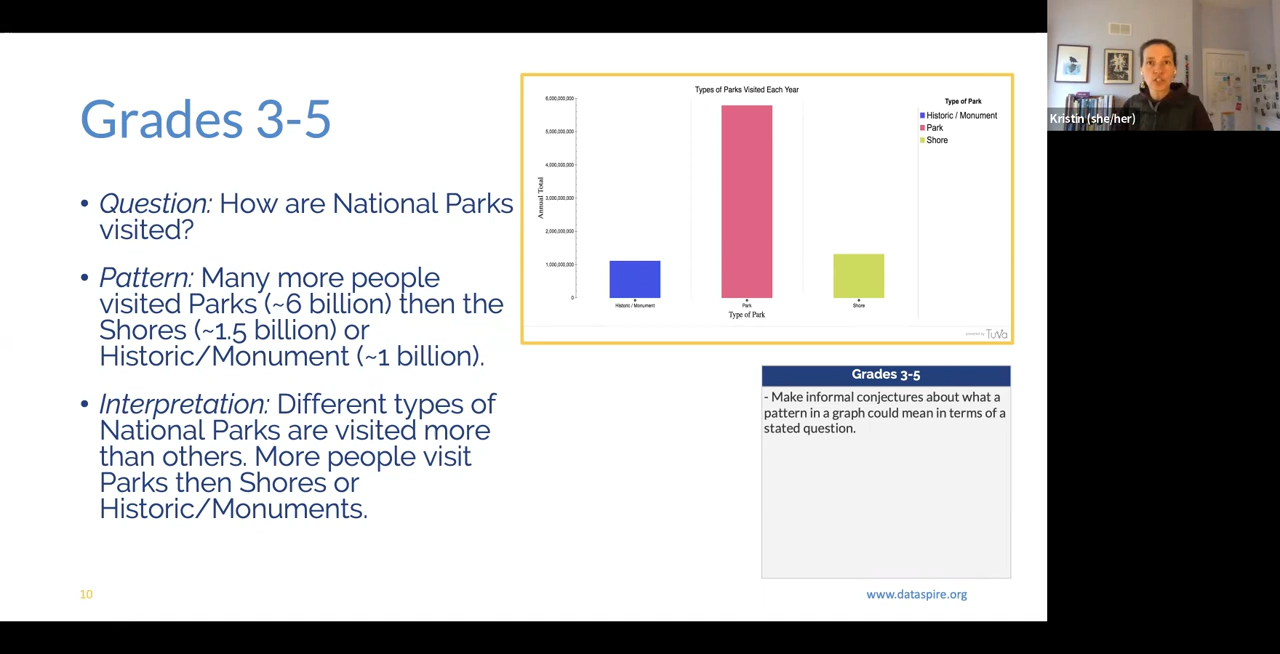 Grades 3-5
• Question: How are National Parks
visited?
• Pattern: Many more people
visited Parks (~6 billion) then the
Shores (~1.5 billion) or
Historic/Monument (~1 billion).
• Interpretation: Different types of
National Parks are visited more
than others. More people visit
Parks then Shores or
Historic/Monuments.
Types of Parks Visited Each Year
6,000,000,000
5,000,000,000
4,000,000,000
3,000,000,000
2,000,000,000
1,000,000,000
0
Annual Total
Historic / Monument
Park
Shore
Type of Park
Type of Park
Historic / Monument
Park
Shore
powered by TuVa
Grades 3-5
- Make informal conjectures about what a
pattern in a graph could mean in terms of a
stated question.
10
www.dataspire.org
Kristin (she/her)